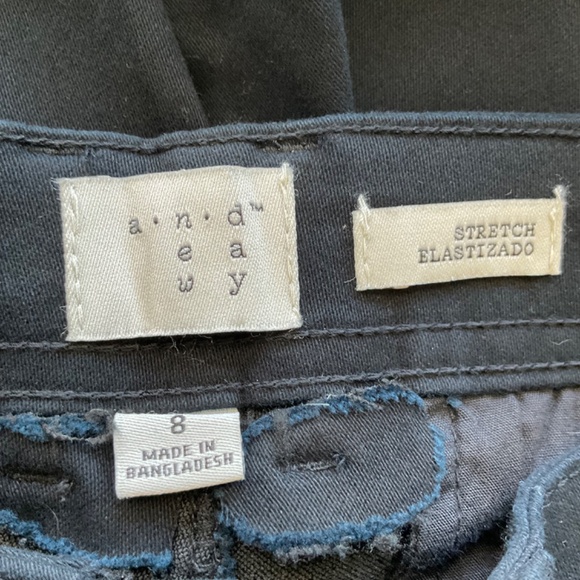 a · n · d™
e a
w y
STRETCH
ELASTIZADO
8
MADE IN
BANGLADESH